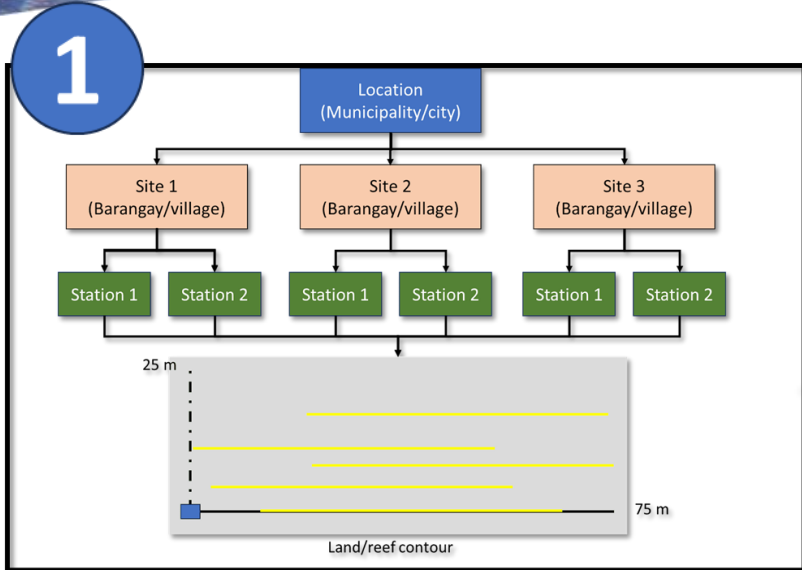 1
Location
(Municipality/city)
Site 1
(Barangay/village)
Site 2
(Barangay/village)
Site 3
(Barangay/village)
Station 1
Station 2
Station 1
Station 2
Station 1
Station 2
25 m
75 m
Land/reef contour